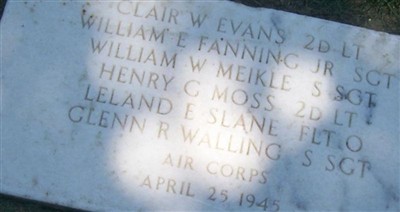 CLAIR W EVANS 2D LT
WILLIAM E FANNING JR SGT
WILLIAM W MEIKLE S SGT
HENRY G MOSS 2D LT
LELAND E SLANE FLT O
GLENN R WALLING S SGT
AIR CORPS
APRIL 25 1945